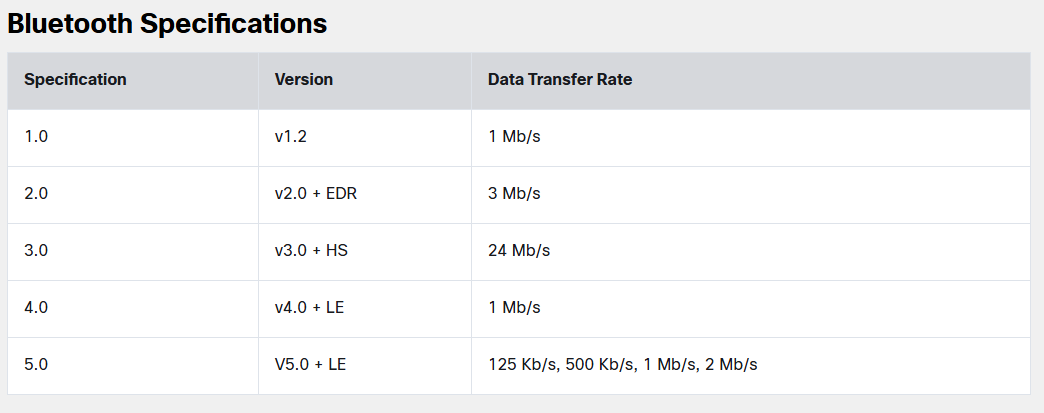 Bluetooth Specifications
Specification Version Data Transfer Rate
1.0 v1.2 1 Mb/s
2.0 v2.0 + EDR 3 Mb/s
3.0 v3.0 + HS 24 Mb/s
4.0 v4.0 + LE 1 Mb/s
5.0 V5.0 + LE 125 Kb/s, 500 Kb/s, 1 Mb/s, 2 Mb/s